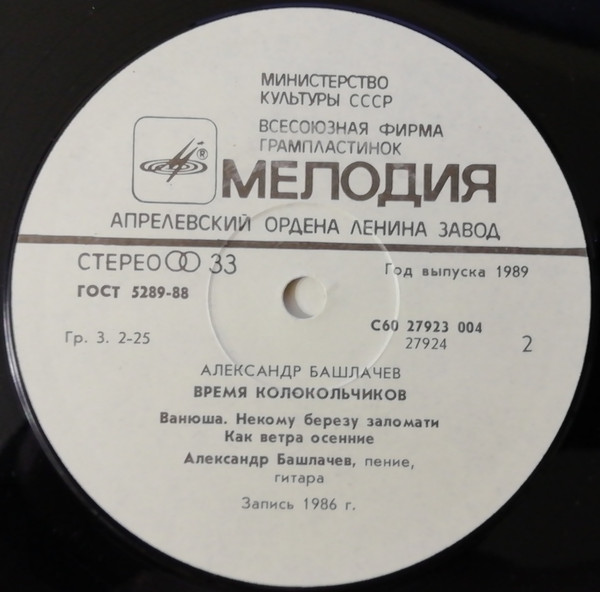 МИНИСТЕРСТВО
КУЛЬТУРЫ СССР
ВСЕСОЮЗНАЯ ФИРМА
ГРАМПЛАСТИНОК
® МЕЛОДИЯ
АПРЕЛЕВСКИЙ ОРДЕНА ЛЕНИНА ЗАВОД
СТЕРЕО 33 Год выпуска 1989
ГОСТ 5289-88
Гр. 3. 2-25 С60 27923 004
27924 2
АЛЕКСАНДР БАШЛАЧЕВ
ВРЕМЯ КОЛОКОЛЬЧИКОВ
Ванюша. Некому березу заломати
Как ветра осенние
Александр Башлачев, пение,
гитара
Запись 1986 г.